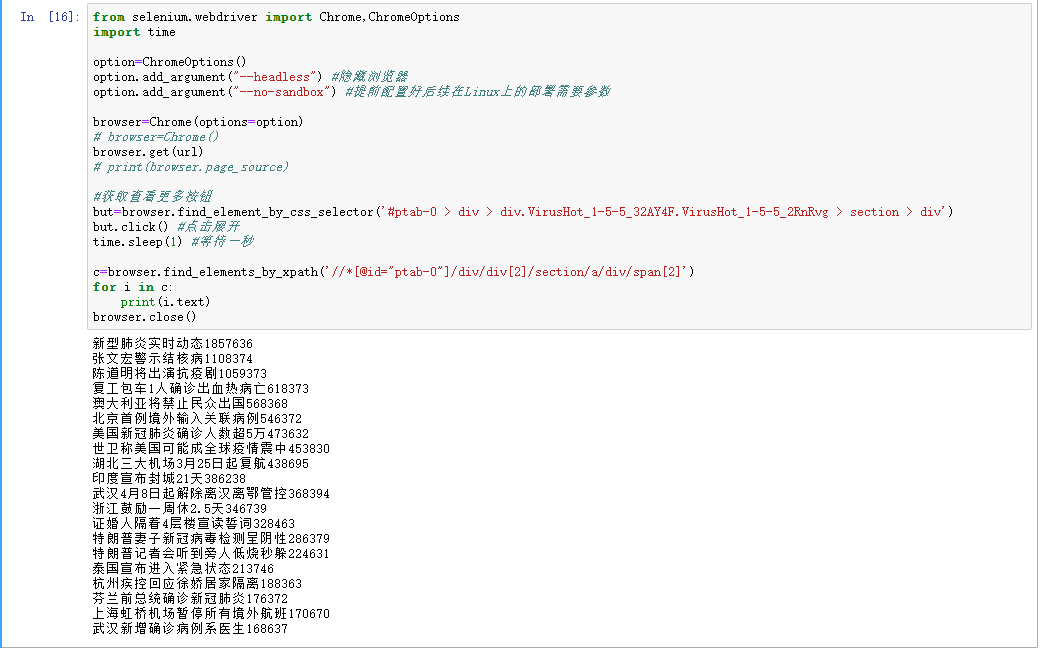 In [16]:
from selenium.webdriver import Chrome,ChromeOptions
import time
option=ChromeOptions()
option.add_argument("--headless") #隐藏浏览器
option.add_argument("--no-sandbox") #提前配置好后续在Linux上的部署需要参数
browser=Chrome(options=option)
# browser=Chrome()
browser.get(url)
# print(browser.page_source)
#获取查看更多按钮
but=browser.find_element_by_css_selector('#ptab-0 > div > div.VirusHot_1-5-5_32AY4F.VirusHot_1-5-5_2RnRvg > section > div')
but.click() #点击展开
time.sleep(1) #等待一秒
c=browser.find_elements_by_xpath('//*[@id="ptab-0"]/div/div[2]/section/a/div/span[2]')
for i in c:
    print(i.text)
browser.close()
新型肺炎实时动态1857636
张文宏警示结核病1108374
陈道明将出演抗疫剧1059373
复工包车1人确诊出血热病亡618373
澳大利亚将禁止民众出国568368
北京首例境外输入关联病例546372
美国新冠肺炎确诊人数超5万473632
世卫称美国可能成全球疫情震中453830
湖北三大机场3月25日起复航438695
印度宣布封城21天386238
武汉4月8日起解除离汉离鄂管控368394
浙江鼓励一周休2.5天346739
证婚人隔着4层楼宣读誓词328463
特朗普妻子新冠病毒检测呈阴性286379
特朗普记者会听到旁人低烧秒躲224631
泰国宣布进入紧急状态213746
杭州疾控回应徐娇居家隔离188363
芬兰前总统确诊新冠肺炎176372
上海虹桥机场暂停所有境外航班170670
武汉新增确诊病例系医生168637